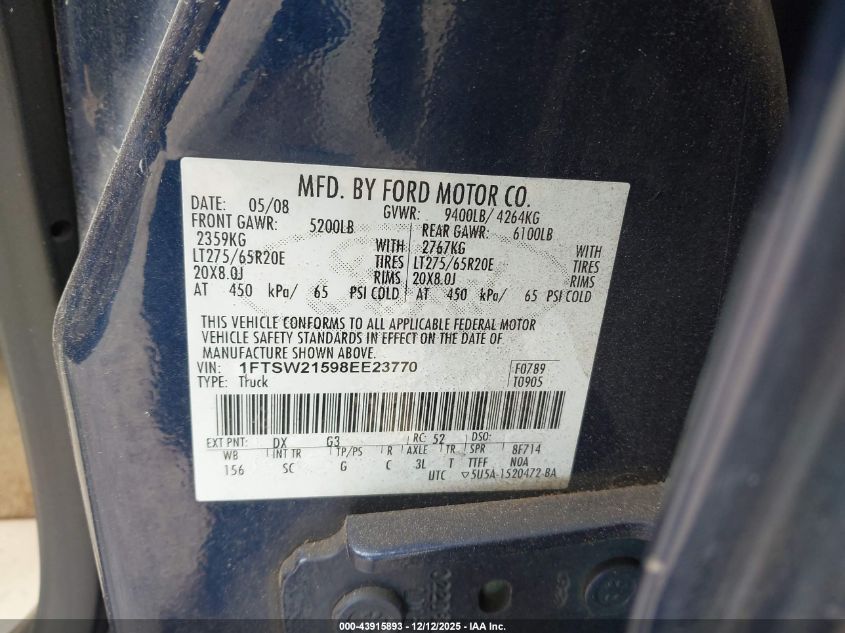 MFD. BY FORD MOTOR CO.
DATE: 05/08 GVWR: 9400LB/ 4264KG
FRONT GAWR: 5200LB REAR GAWR: 6100LB
2359KG WITH 2767KG WITH
LT275/65R20E TIRES LT275/65R20E TIRES
20X8.0J RIMS 20X8.0J RIMS
AT 450 kPa/ 65 PSI COLD AT 450 kPa/ 65 PSI COLD
THIS VEHICLE CONFORMS TO ALL APPLICABLE FEDERAL MOTOR
VEHICLE SAFETY STANDARDS IN EFFECT ON THE DATE OF
MANUFACTURE SHOWN ABOVE.
VIN: 1FTSW21598EE23770 F0789
TYPE: Truck T0905
EXT PNT: DX G3 RC: 52 DSO:
WB INT TR TP/PS R AXLE TR SPR 8F714
156 SC G C 3L T TTFF NOA
UTC ▽5U5A-1520472-BA
000-43915893 - 12/12/2025 - IAA Inc.